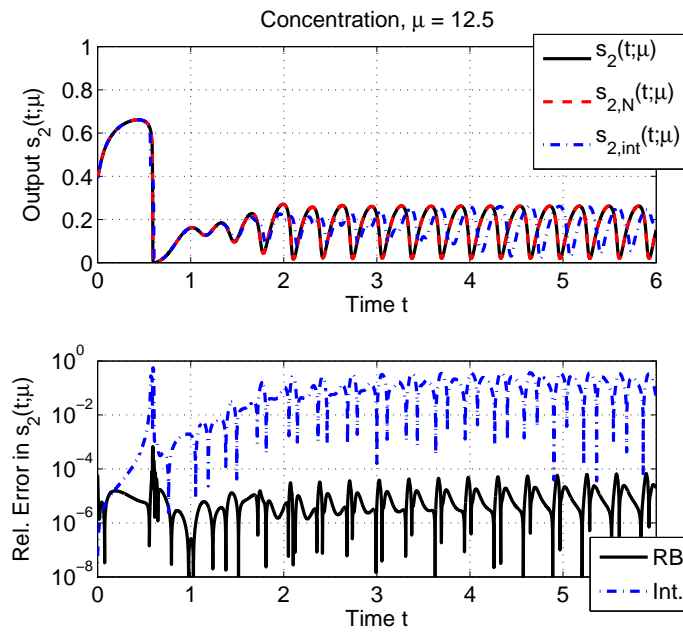 Concentration, μ = 12.5
s2(t;μ)
s2,N(t;μ)
s2,int(t;μ)
Output s2(t;μ)
1
0.8
0.6
0.4
0.2
0
0 1 2 3 4 5 6
Time t
Rel. Error in s2(t;μ)
10^0
10^-2
10^-4
10^-6
10^-8
RB
Int.
0 1 2 3 4 5 6
Time t